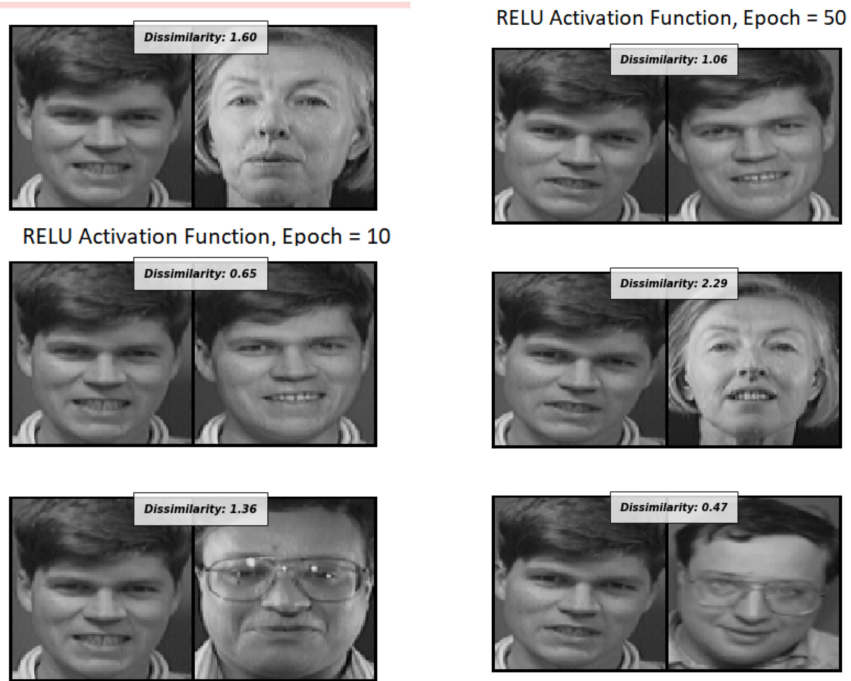 Dissimilarity: 1.60
RELU Activation Function, Epoch = 10
Dissimilarity: 0.65
Dissimilarity: 1.36
RELU Activation Function, Epoch = 50
Dissimilarity: 1.06
Dissimilarity: 2.29
Dissimilarity: 0.47